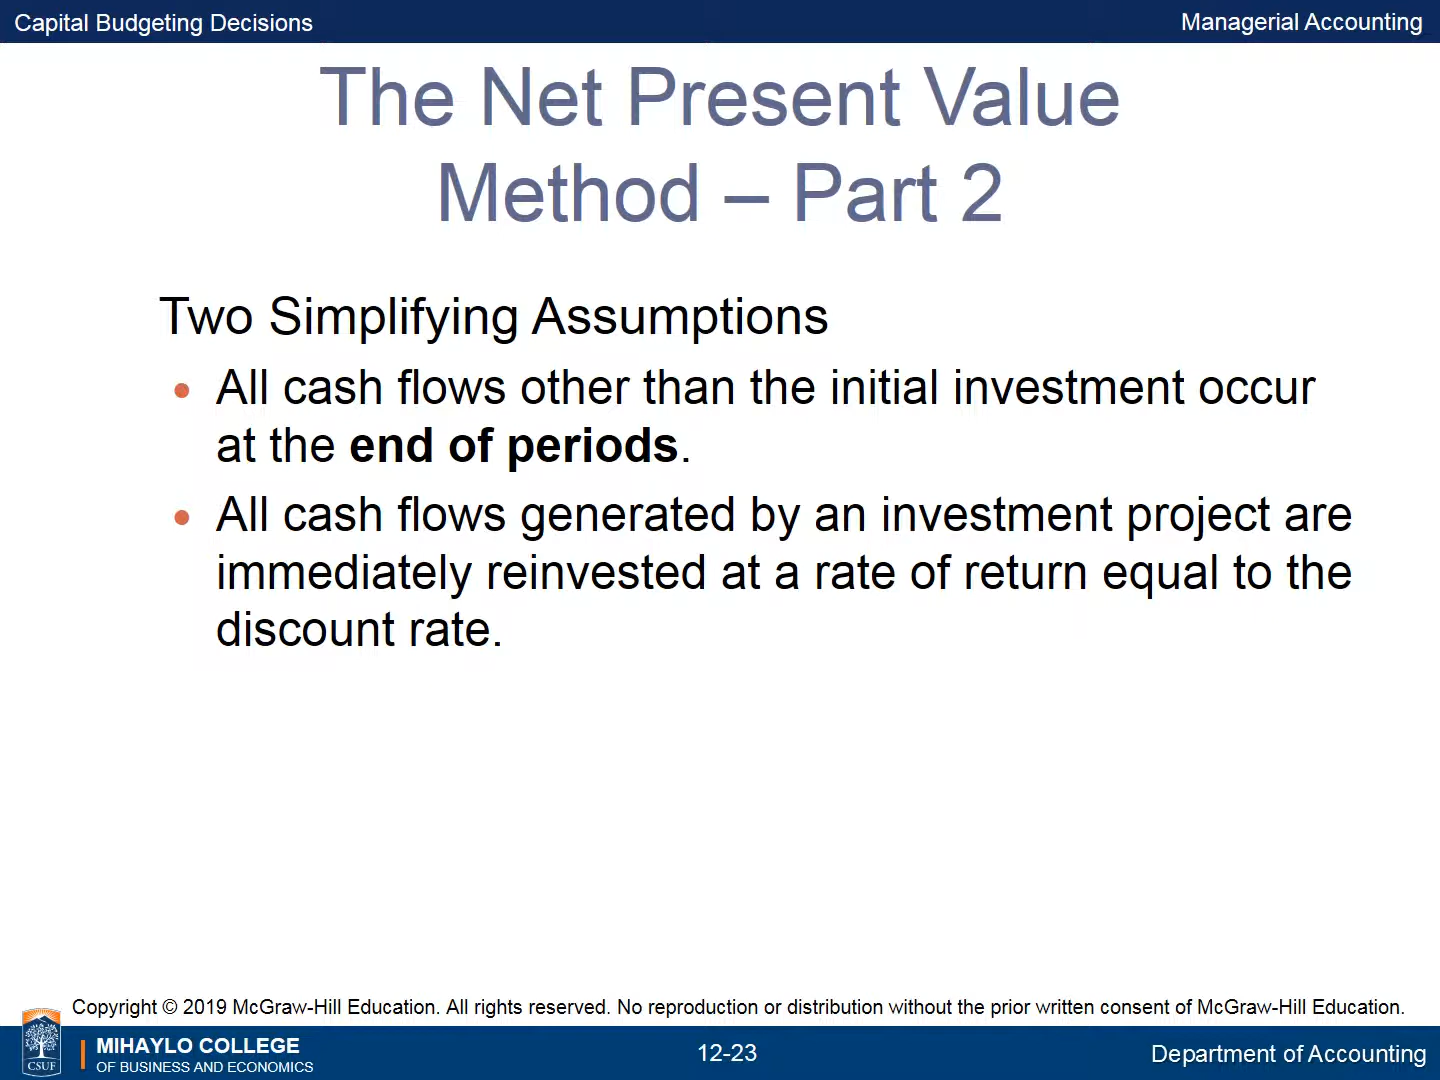 Capital Budgeting Decisions
Managerial Accounting
The Net Present Value
Method – Part 2
Two Simplifying Assumptions
• All cash flows other than the initial investment occur
at the end of periods.
• All cash flows generated by an investment project are
immediately reinvested at a rate of return equal to the
discount rate.
Copyright © 2019 McGraw-Hill Education. All rights reserved. No reproduction or distribution without the prior written consent of McGraw-Hill Education.
CSUF
MIHAYLO COLLEGE
OF BUSINESS AND ECONOMICS
12-23
Department of Accounting